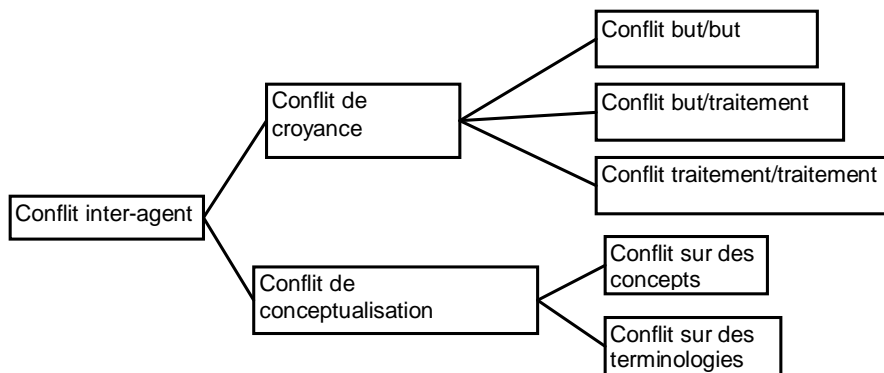 Conflit but/but
Conflit de
croyance
Conflit but/traitement
Conflit traitement/traitement
Conflit inter-agent
Conflit sur des
concepts
Conflit de
conceptualisation
Conflit sur des
terminologies